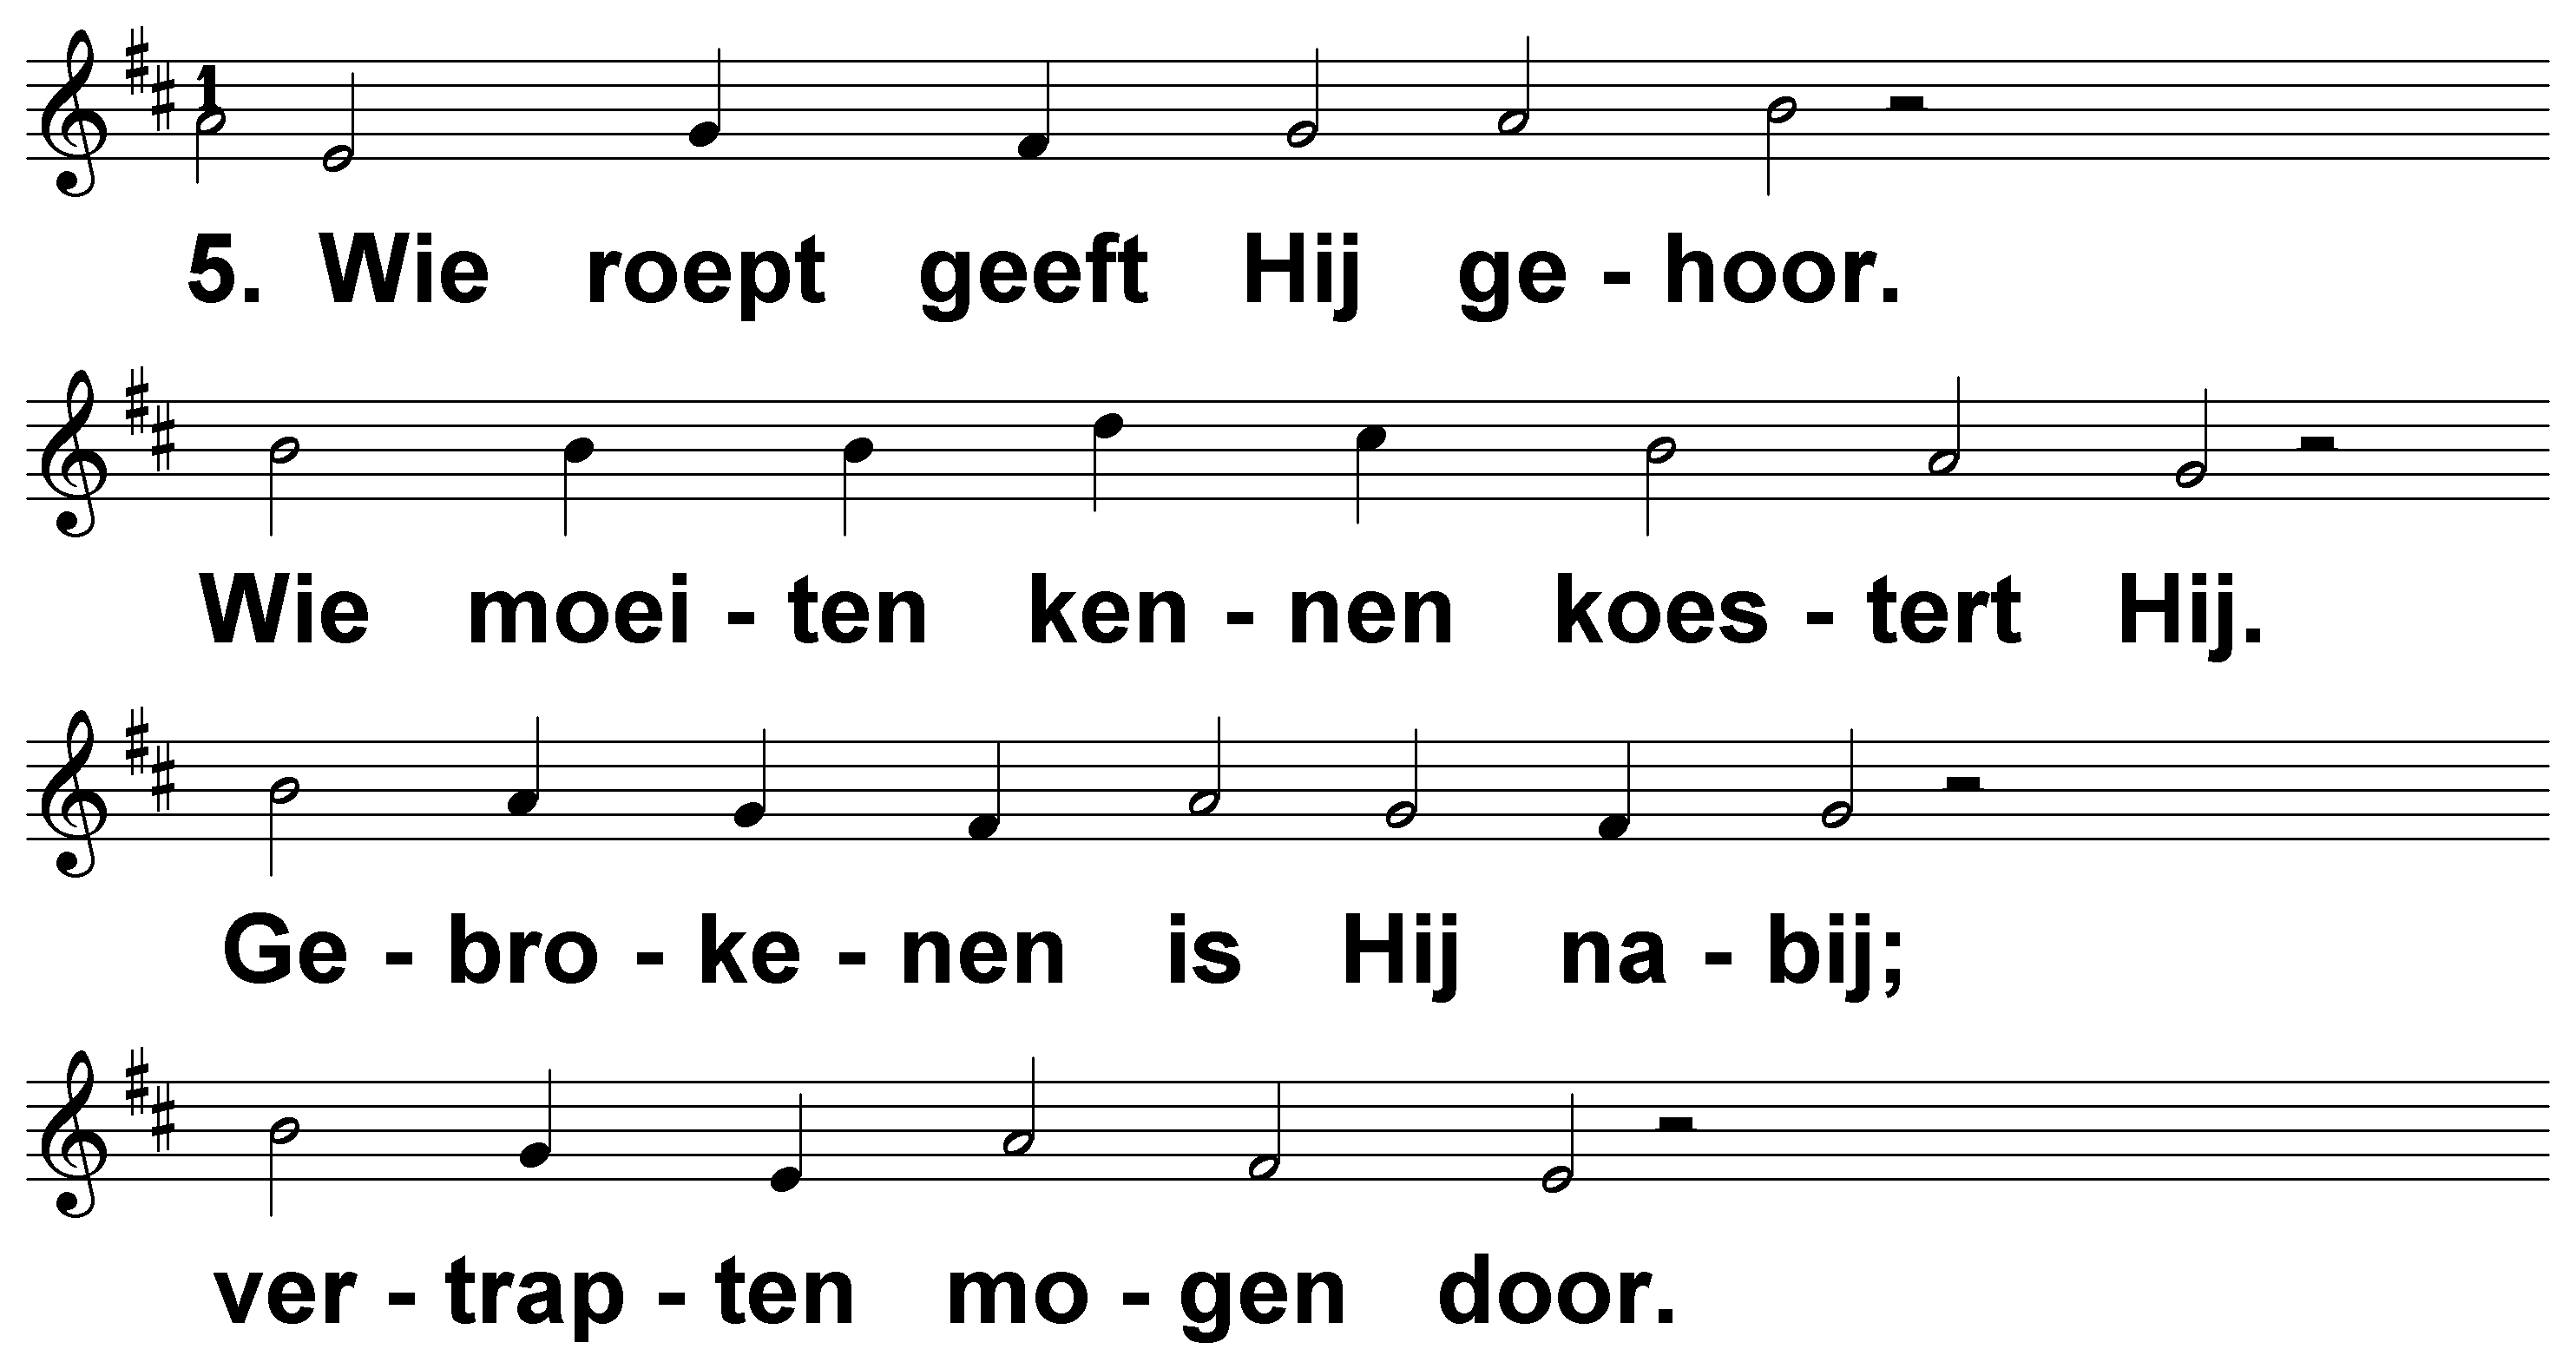 1
5. Wie roept geeft Hij ge - hoor.
Wie moei - ten ken - nen koes - tert Hij.
Ge - bro - ke - nen is Hij na - bij;
ver - trap - ten mo - gen door.